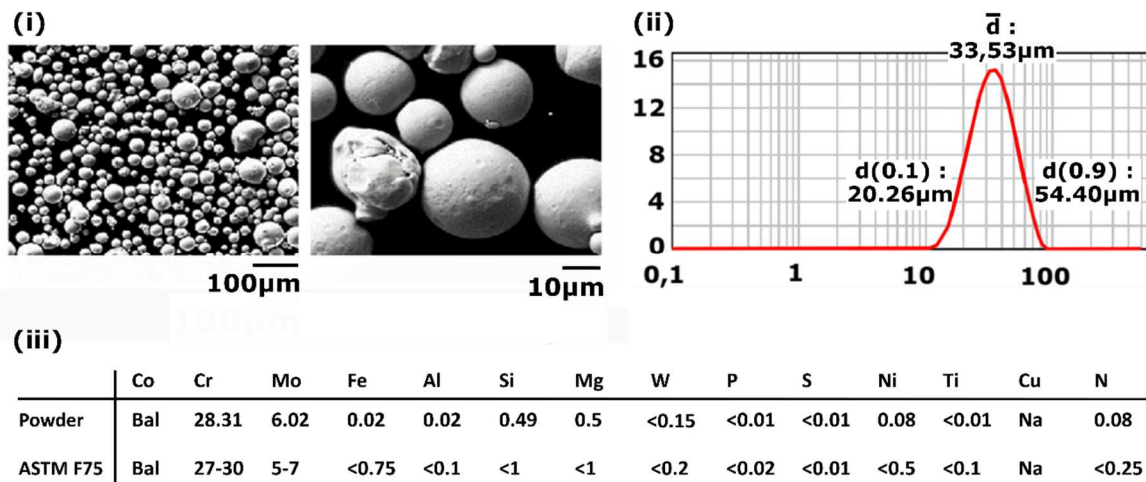 (i)
100µm
10µm
(ii)
d̅ :
33,53µm
16
12
8
4
0
d(0.1) :
20.26µm
d(0.9) :
54.40µm
0,1 1 10 100
100µm
(iii)
Co Cr Mo Fe Al Si Mg W P S Ni Ti Cu N
Powder Bal 28.31 6.02 0.02 0.02 0.49 0.5 <0.15 <0.01 <0.01 0.08 <0.01 Na 0.08
ASTM F75 Bal 27-30 5-7 <0.75 <0.1 <1 <1 <0.2 <0.02 <0.01 <0.5 <0.1 Na <0.25